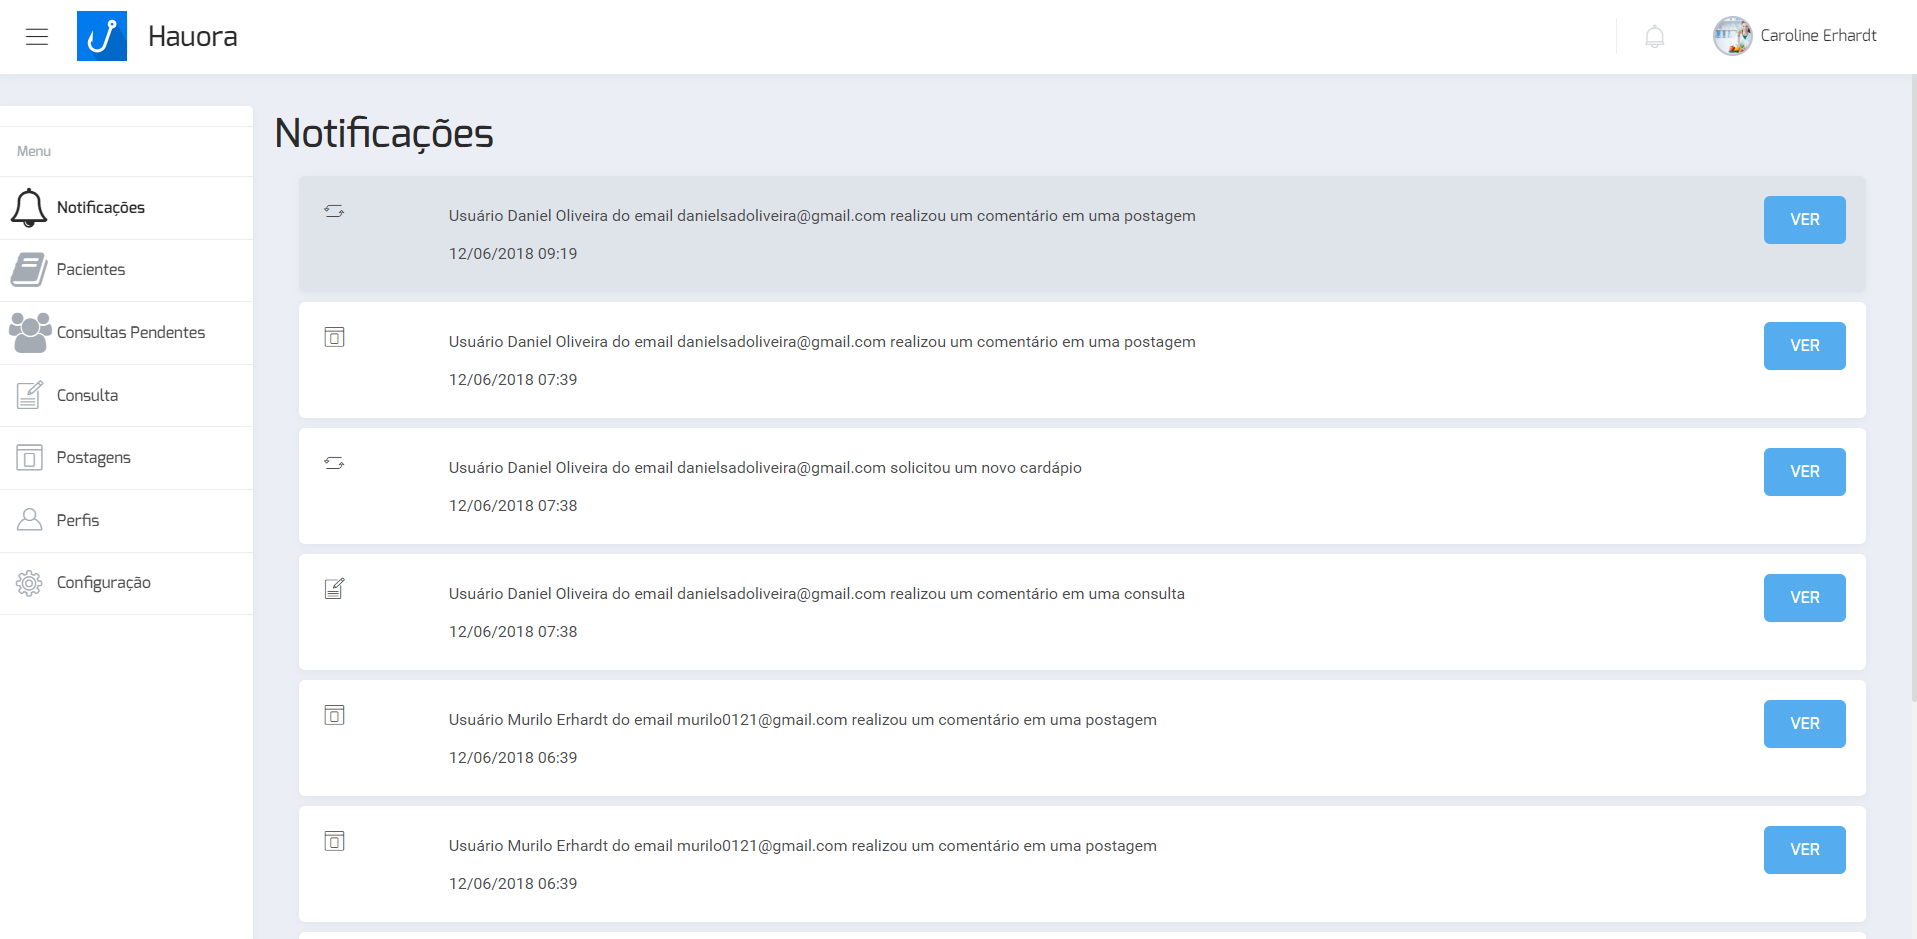 Hauora
Caroline Erhardt
Menu
Notificações
Pacientes
Consultas Pendentes
Consulta
Postagens
Perfis
Configuração
Notificações
Usuário Daniel Oliveira do email danielsadoliveira@gmail.com realizou um comentário em uma postagem
12/06/2018 09:19
VER
Usuário Daniel Oliveira do email danielsadoliveira@gmail.com realizou um comentário em uma postagem
12/06/2018 07:39
VER
Usuário Daniel Oliveira do email danielsadoliveira@gmail.com solicitou um novo cardápio
12/06/2018 07:38
VER
Usuário Daniel Oliveira do email danielsadoliveira@gmail.com realizou um comentário em uma consulta
12/06/2018 07:38
VER
Usuário Murilo Erhardt do email murilo0121@gmail.com realizou um comentário em uma postagem
12/06/2018 06:39
VER
Usuário Murilo Erhardt do email murilo0121@gmail.com realizou um comentário em uma postagem
12/06/2018 06:39
VER